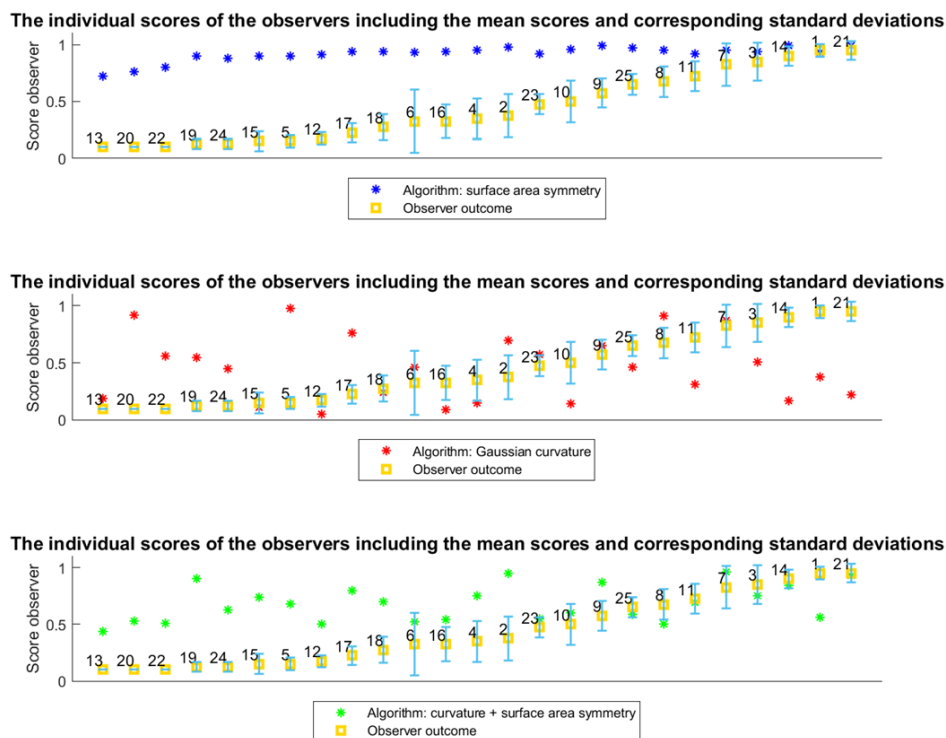 The individual scores of the observers including the mean scores and corresponding standard deviations
1
0.5
0
Score observer
13 20 22 19 24 15 5 12 17 18 6 16 4 2 23 10 9 25 8 11 7 3 14 1 21
Algorithm: surface area symmetry
Observer outcome
The individual scores of the observers including the mean scores and corresponding standard deviations
1
0.5
0
Score observer
13 20 22 19 24 15 5 12 17 18 6 16 4 2 23 10 9 25 8 11 7 3 14 1 21
Algorithm: Gaussian curvature
Observer outcome
The individual scores of the observers including the mean scores and corresponding standard deviations
1
0.5
0
Score observer
13 20 22 19 24 15 5 12 17 18 6 16 4 2 23 10 9 25 8 11 7 3 14 1 21
Algorithm: curvature + surface area symmetry
Observer outcome